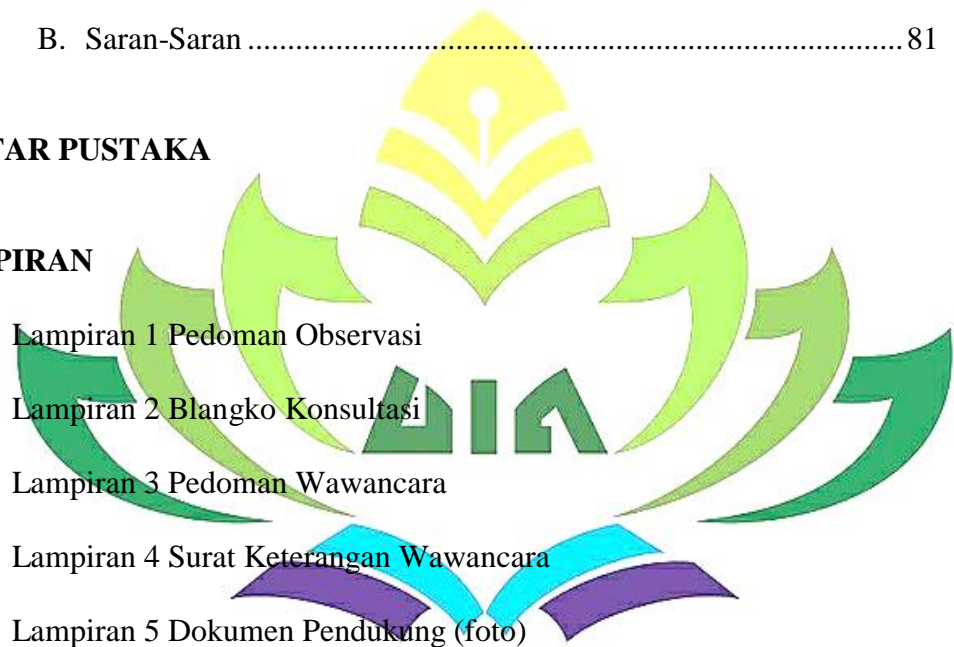 B. Saran-Saran .................................................................................. 81
TAR PUSTAKA
PIRAN
Lampiran 1 Pedoman Observasi
Lampiran 2 Blangko Konsultasi
Lampiran 3 Pedoman Wawancara
Lampiran 4 Surat Keterangan Wawancara
Lampiran 5 Dokumen Pendukung (foto)